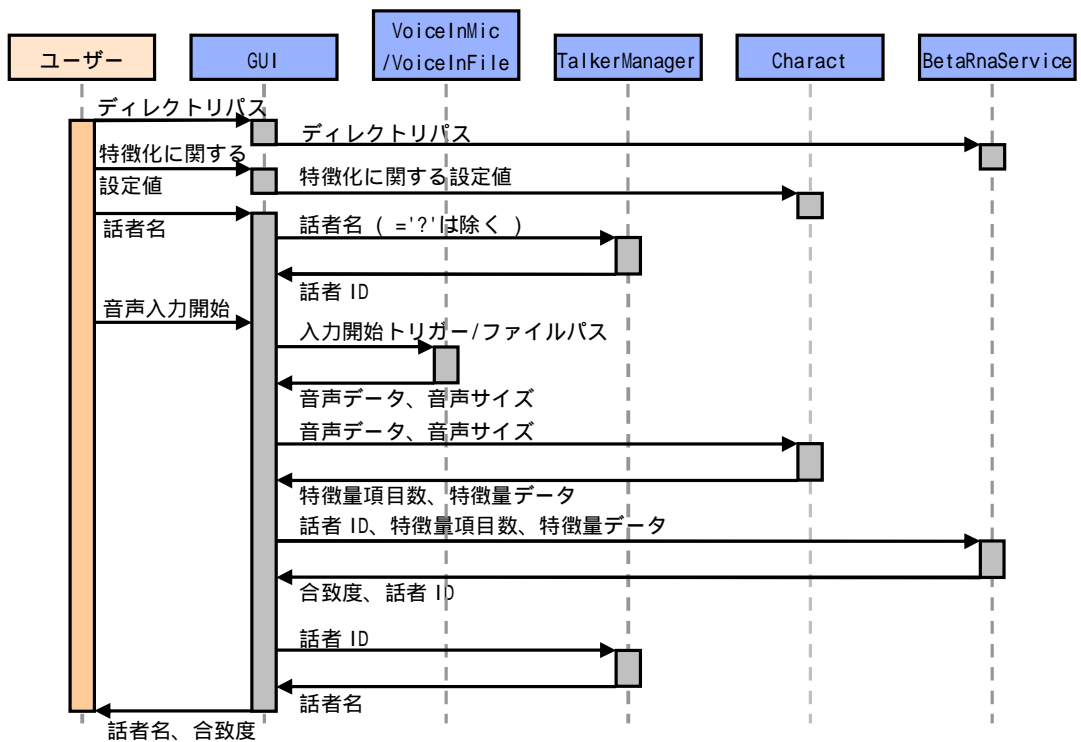 ユーザー
GUI
VoiceInMic
/VoiceInFile
TalkerManager
Charact
BetaRnaService
ディレクトリパス
ディレクトリパス
特徴化に関する
設定値
特徴化に関する設定値
話者名
話者名 ( ='?'は除く )
話者 ID
音声入力開始
入力開始トリガー/ファイルパス
音声データ、音声サイズ
音声データ、音声サイズ
特徴量項目数、特徴量データ
話者 ID、特徴量項目数、特徴量データ
合致度、話者 ID
話者 ID
話者名
話者名、合致度